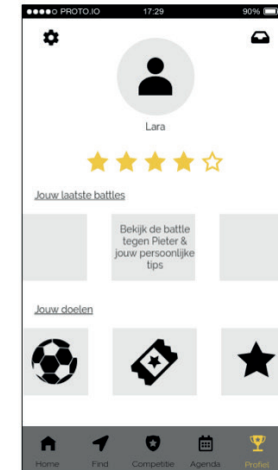 PROTO.IO 17:29 90%
Lara
Jouw laatste battles
Bekijk de battle
tegen Pieter &
jouw persoonlijke
tips
Jouw doelen
Home Find Competitie Agenda Profiel